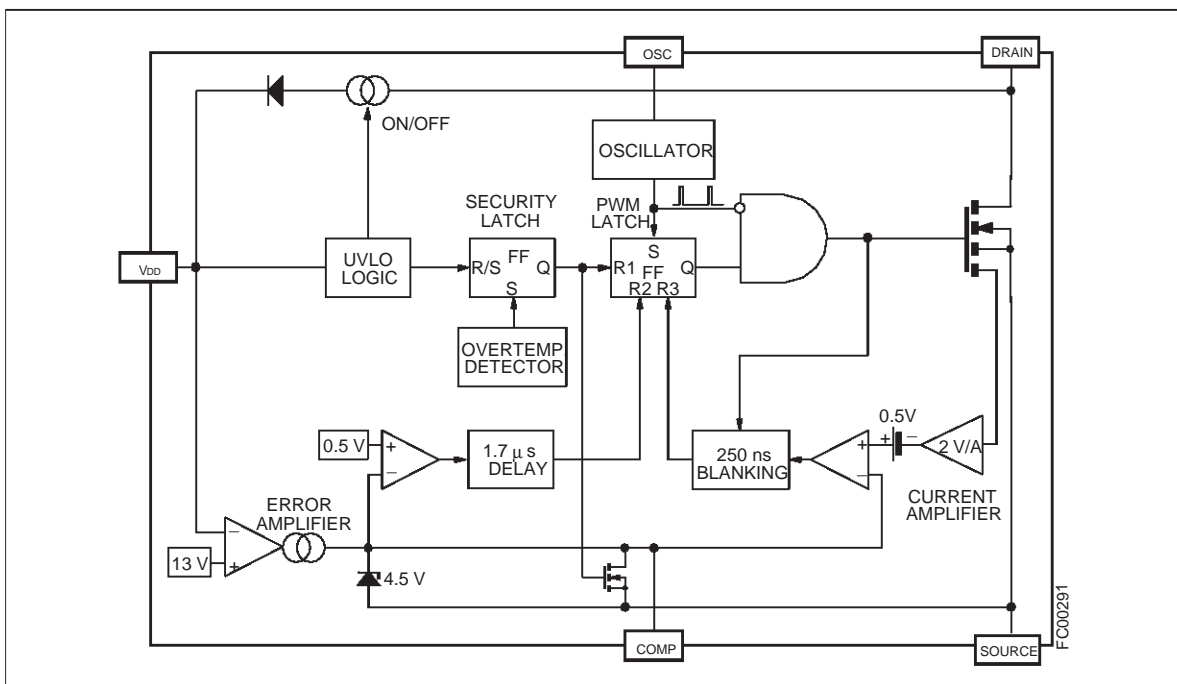 OSC
DRAIN
ON/OFF
OSCILLATOR
SECURITY
LATCH
PWM
LATCH
VDD
UVLO
LOGIC
R/S
FF
Q
S
S
R1
FF
Q
R2 R3
OVERTEMP
DETECTOR
0.5 V
+
−
1.7 μ s
DELAY
250 ns
BLANKING
+
−
0.5V
+
−
2 V/A
CURRENT
AMPLIFIER
ERROR
AMPLIFIER
−
13 V
+
4.5 V
COMP
SOURCE
FC00291